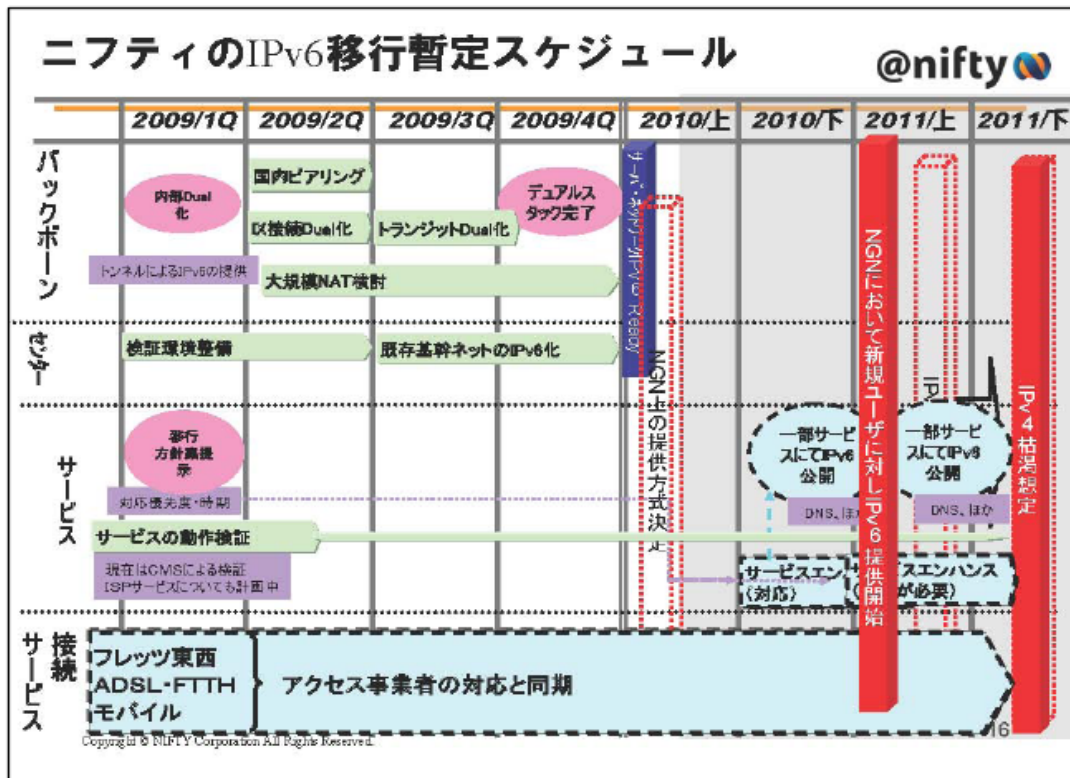 ニフティのIPv6移行暫定スケジュール
@nifty
2009/1Q
2009/2Q
2009/3Q
2009/4Q
2010/上
2010/下
2011/上
2011/下
バックボーン
内部Dual
化
国内ピアリング
IX接続Dual化
トランジットDual化
デュアルス
タック完了
トンネルによるIPv6の提供
大規模NAT検討
サーバ・ネットワークIPv6 Ready
センター
検証環境整備
既存基幹ネットのIPv6化
NGN上の提供方式決定
NGNにおいて新規ユーザに対しIPv6提供開始
IPv4枯渇想定
サービス
移行
方針案提
示
対応優先度・時期
サービスの動作検証
現在はCMSによる検証
ISPサービスについても計画中
一部サービ
スにてIPv6
公開
DNS、ほか
一部サービ
スにてIPv6
公開
DNS、ほか
サービスエン
(対応)
スエンハンス
が必要)
接続
サービス
フレッツ東西
ADSL・FTTH
モバイル
アクセス事業者の対応と同期
Copyright © NIFTY Corporation All Rights Reserved.
16